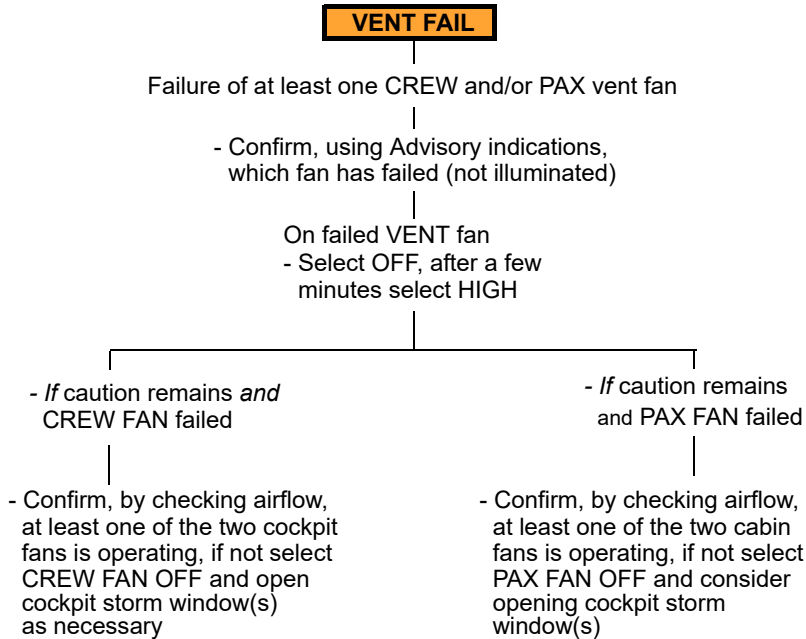 VENT FAIL
Failure of at least one CREW and/or PAX vent fan
- Confirm, using Advisory indications,
which fan has failed (not illuminated)
On failed VENT fan
- Select OFF, after a few
minutes select HIGH
- If caution remains and
CREW FAN failed
- Confirm, by checking airflow,
at least one of the two cockpit
fans is operating, if not select
CREW FAN OFF and open
cockpit storm window(s)
as necessary
- If caution remains
and PAX FAN failed
- Confirm, by checking airflow,
at least one of the two cabin
fans is operating, if not select
PAX FAN OFF and consider
opening cockpit storm
window(s)